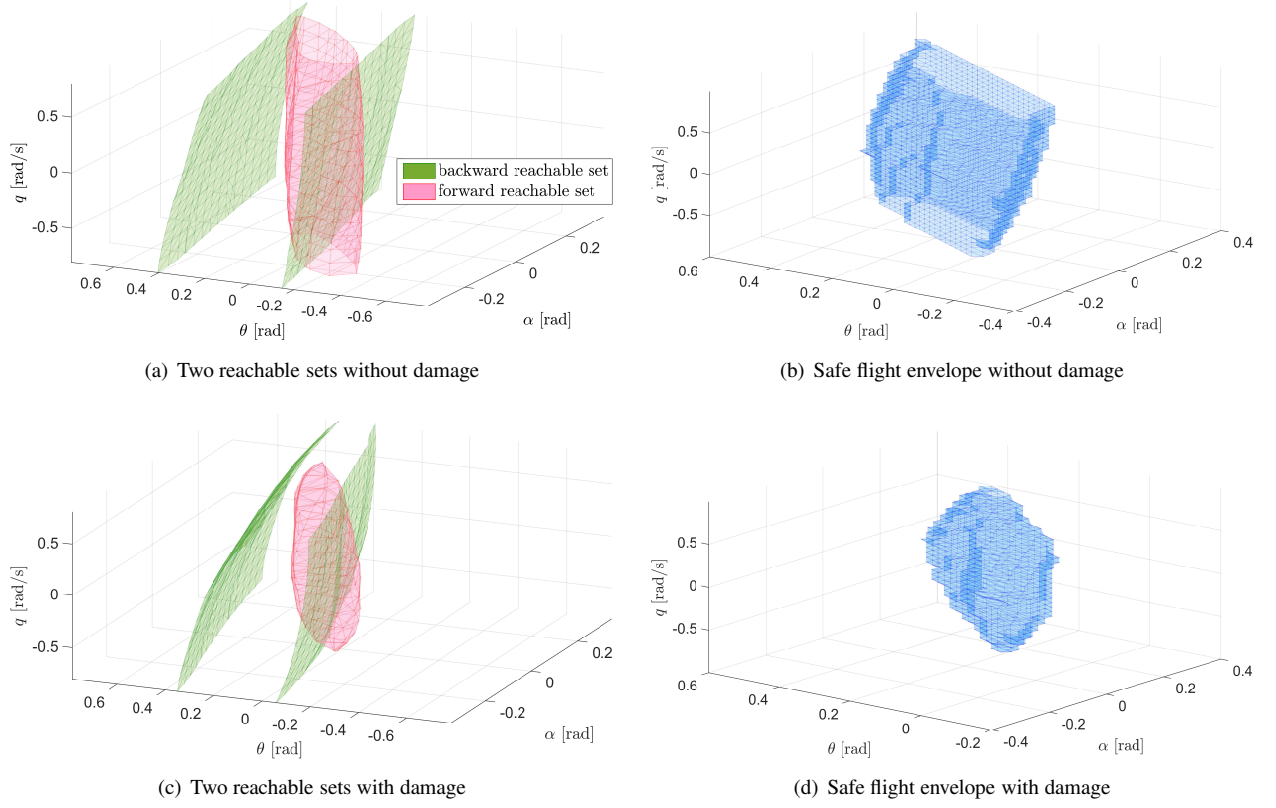 0.5
0
-0.5
q [rad/s]
0.6
0.4
0.2
0
-0.2
-0.4
-0.6
θ [rad]
-0.2
0
0.2
α [rad]
backward reachable set
forward reachable set
(a) Two reachable sets without damage
0.5
0
-0.5
q [rad/s]
0.6
0.4
0.2
0
-0.2
-0.4
θ [rad]
-0.4
-0.2
0
0.2
0.4
α [rad]
(b) Safe flight envelope without damage
0.5
0
-0.5
q [rad/s]
0.6
0.4
0.2
0
-0.2
-0.4
-0.6
θ [rad]
-0.2
0
0.2
α [rad]
(c) Two reachable sets with damage
0.5
0
-0.5
q [rad/s]
0.6
0.4
0.2
0
-0.2
θ [rad]
-0.4
-0.2
0
0.2
0.4
α [rad]
(d) Safe flight envelope with damage